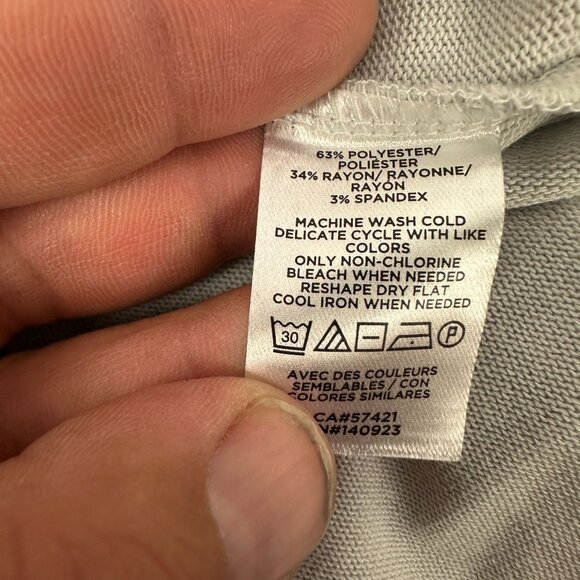 63% POLYESTER/
POLIÉSTER
34% RAYON/ RAYONNE/
RAYÓN
3% SPANDEX
MACHINE WASH COLD
DELICATE CYCLE WITH LIKE
COLORS
ONLY NON-CHLORINE
BLEACH WHEN NEEDED
RESHAPE DRY FLAT
COOL IRON WHEN NEEDED
30 P
AVEC DES COULEURS
SEMBLABLES / CON
COLORES SIMILARES
CA#57421
N#140923